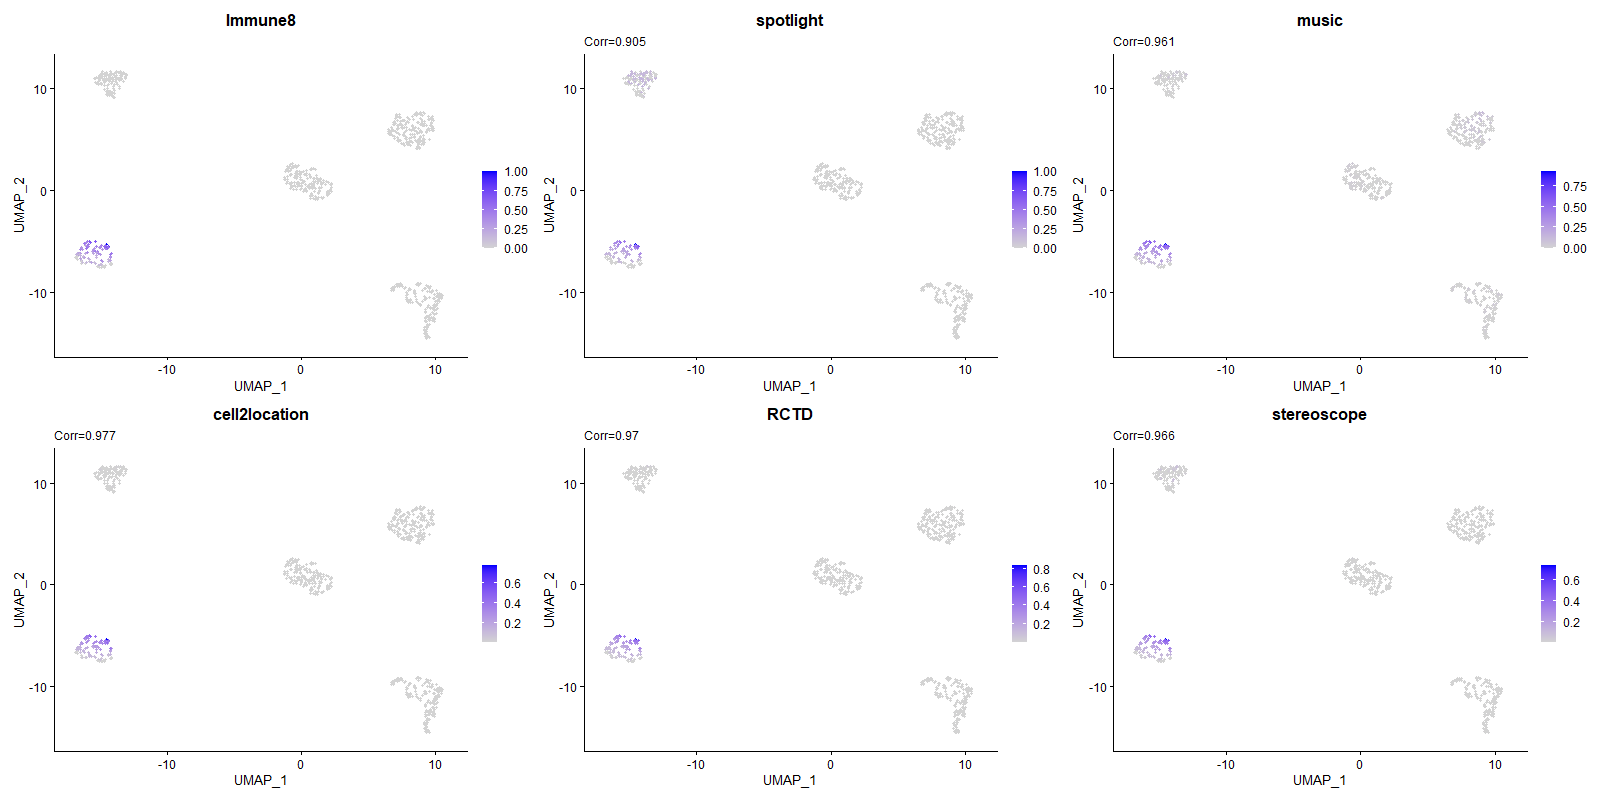 Immune8
10
0
-10
UMAP_2
-10
0
10
UMAP_1
1.00
0.75
0.50
0.25
0.00
spotlight
Corr=0.905
10
0
-10
UMAP_2
-10
0
10
UMAP_1
1.00
0.75
0.50
0.25
0.00
music
Corr=0.961
10
0
-10
UMAP_2
-10
0
10
UMAP_1
0.75
0.50
0.25
0.00
cell2location
Corr=0.977
10
0
-10
UMAP_2
-10
0
10
UMAP_1
0.6
0.4
0.2
RCTD
Corr=0.97
10
0
-10
UMAP_2
-10
0
10
UMAP_1
0.8
0.6
0.4
0.2
stereoscope
Corr=0.966
10
0
-10
UMAP_2
-10
0
10
UMAP_1
0.6
0.4
0.2